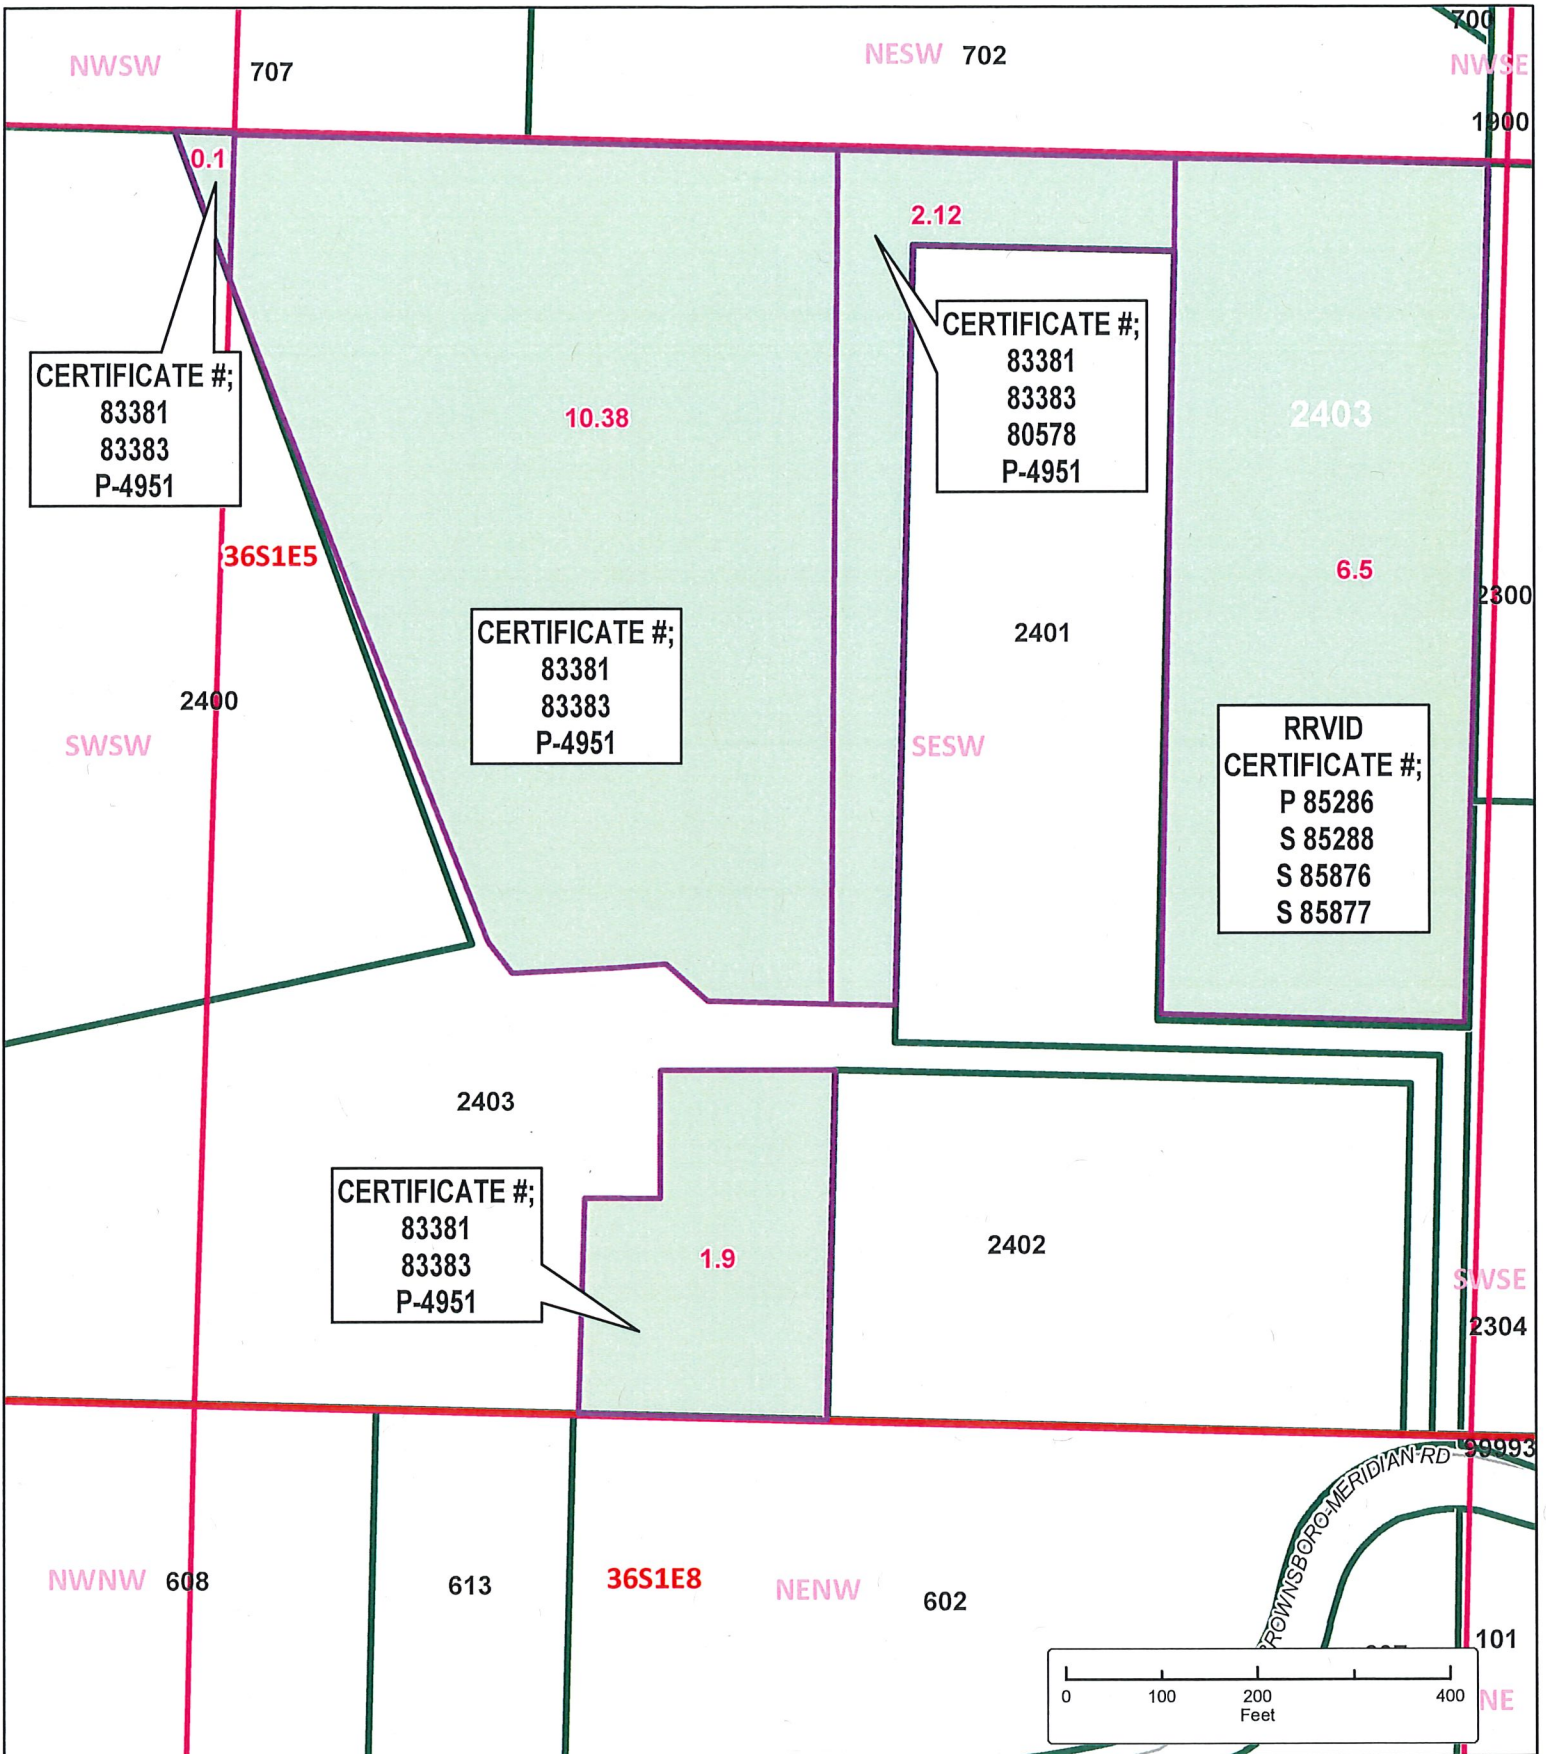 700
NWSW
707
NESW 702
NWSE
1900
0.1
2.12
CERTIFICATE #;
83381
83383
P-4951
CERTIFICATE #;
83381
83383
80578
P-4951
10.38
2403
36S1E5
6.5
2300
CERTIFICATE #;
83381
83383
P-4951
2401
2400
SWSW
SESW
RRVID
CERTIFICATE #;
P 85286
S 85288
S 85876
S 85877
2403
CERTIFICATE #;
83381
83383
P-4951
1.9
2402
SWSE
2304
99993
BROWNSBORO-MERIDIAN RD
NWNW 608
613
36S1E8
NENW
602
101
0 100 200 400
Feet
NE